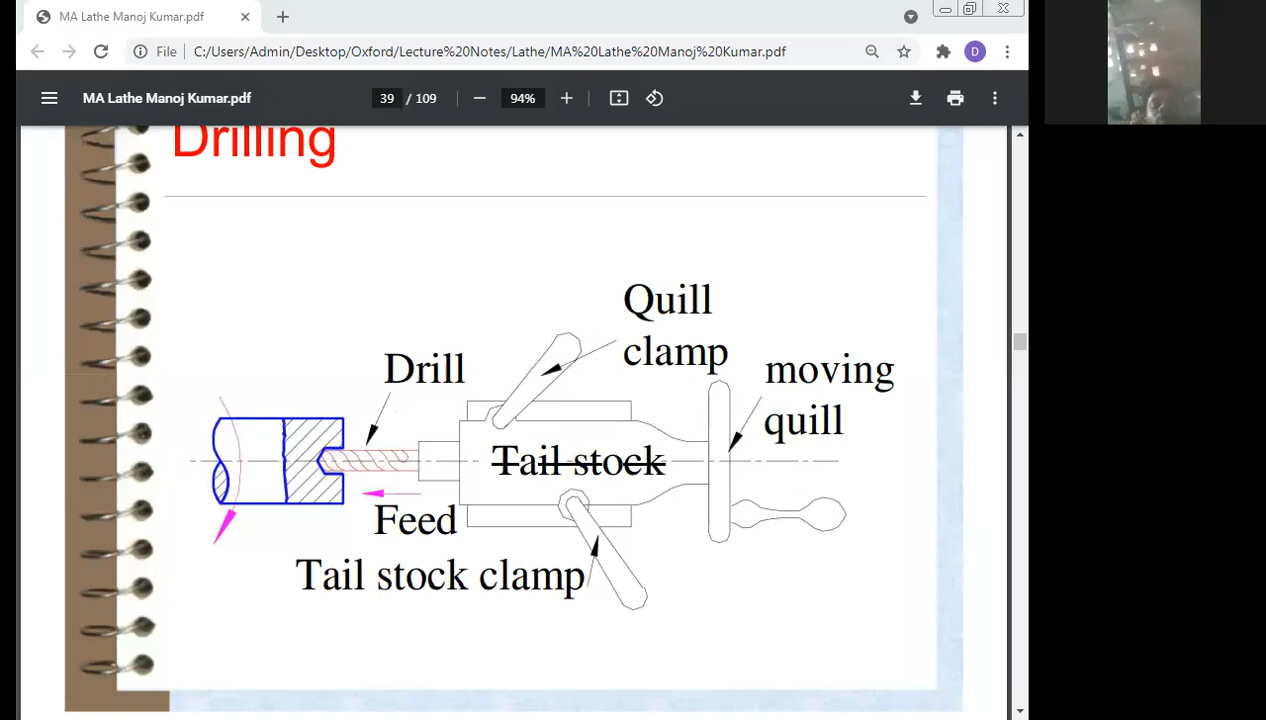 MA Lathe Manoj Kumar.pdf
File
C:/Users/Admin/Desktop/Oxford/Lecture%20Notes/Lathe/MA%20Lathe%20Manoj%20Kumar.pdf
D
MA Lathe Manoj Kumar.pdf
39 / 109
94%
Drilling
Quill
clamp
Drill
moving
quill
Tail stock
Feed
Tail stock clamp